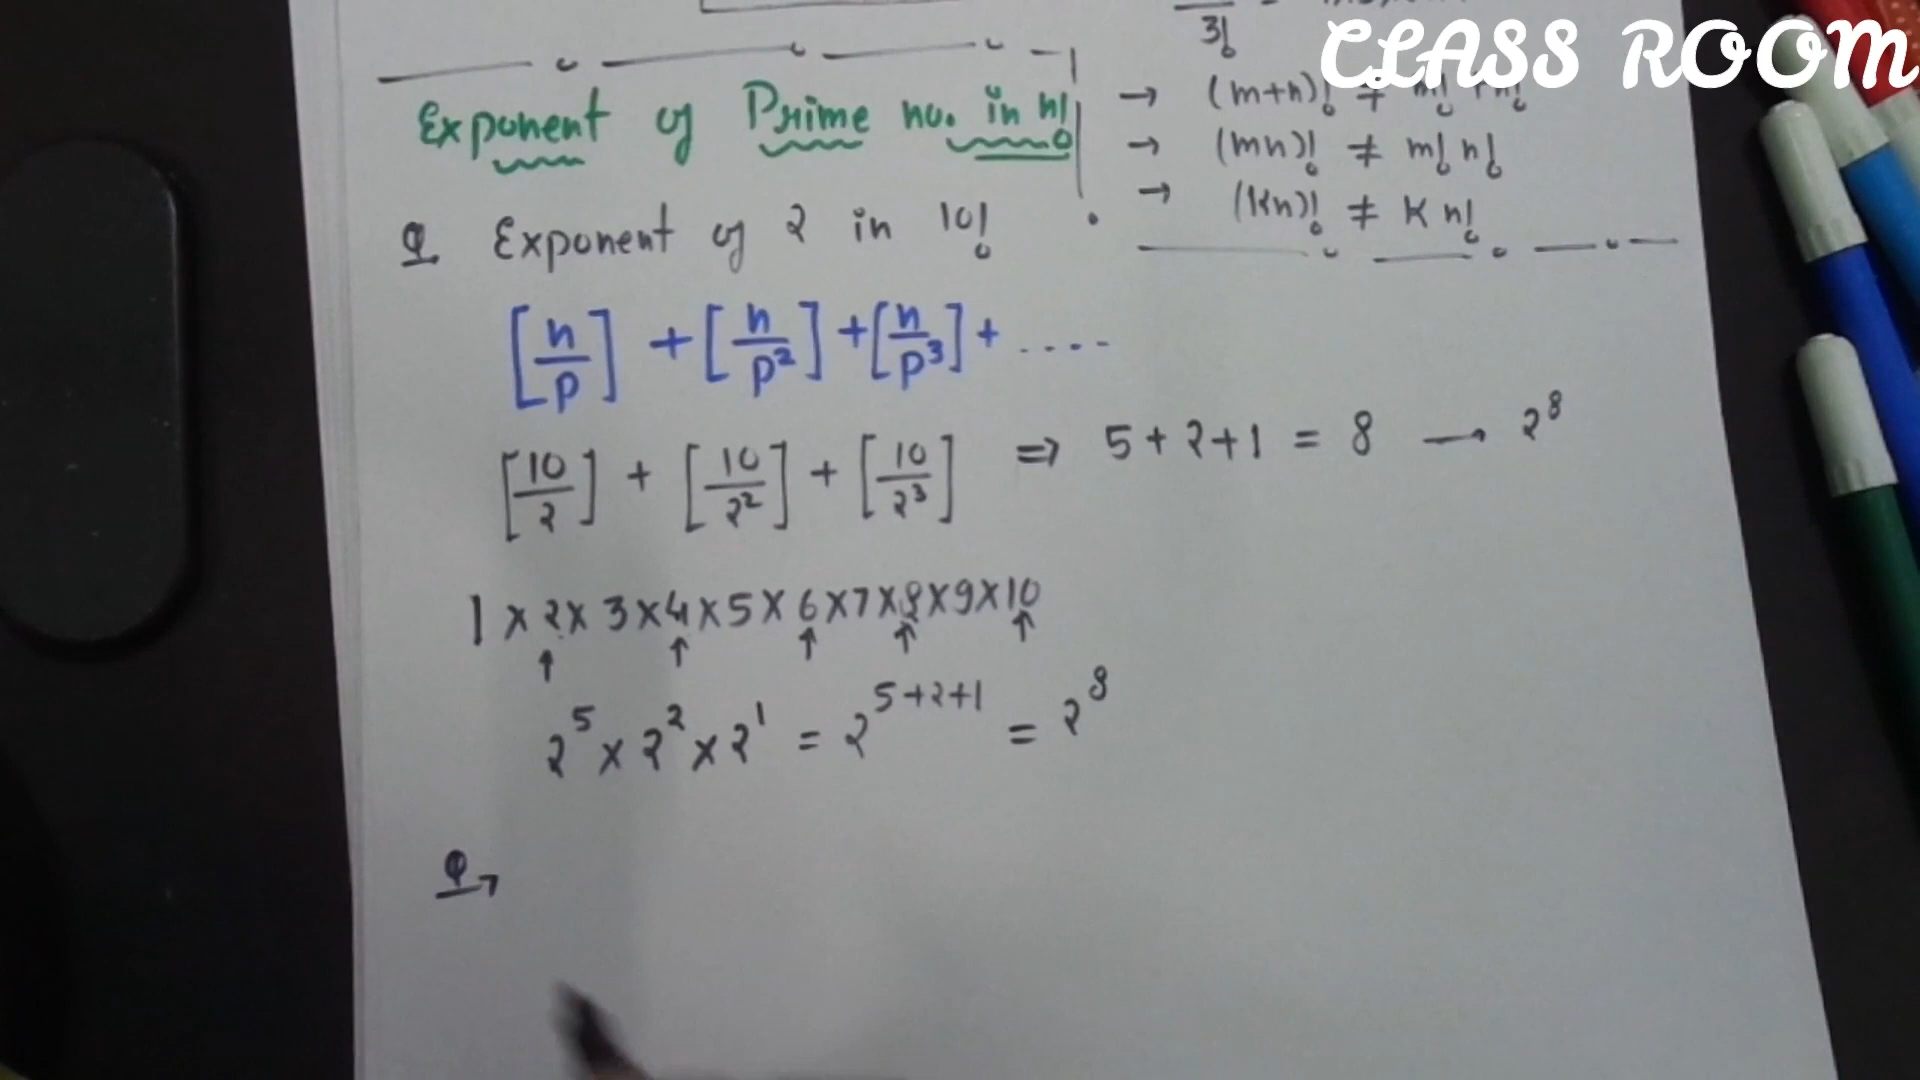 CLASS ROOM
3!
Exponent of Prime no. in n!
→ (m+n)! ≠ m! + n!
→ (mn)! ≠ m! n!
→ (Kn)! ≠ K n!
Q. Exponent of 2 in 10!
[n/p] + [n/p²] + [n/p³] + ....
[10/2] + [10/2²] + [10/2³] ⇒ 5+2+1 = 8 → 2⁸
1 × 2 × 3 × 4 × 5 × 6 × 7 × 8 × 9 × 10
↑ ↑ ↑ ↑ ↑
2⁵ × 2² × 2¹ = 2⁵⁺²⁺¹ = 2⁸
Q→